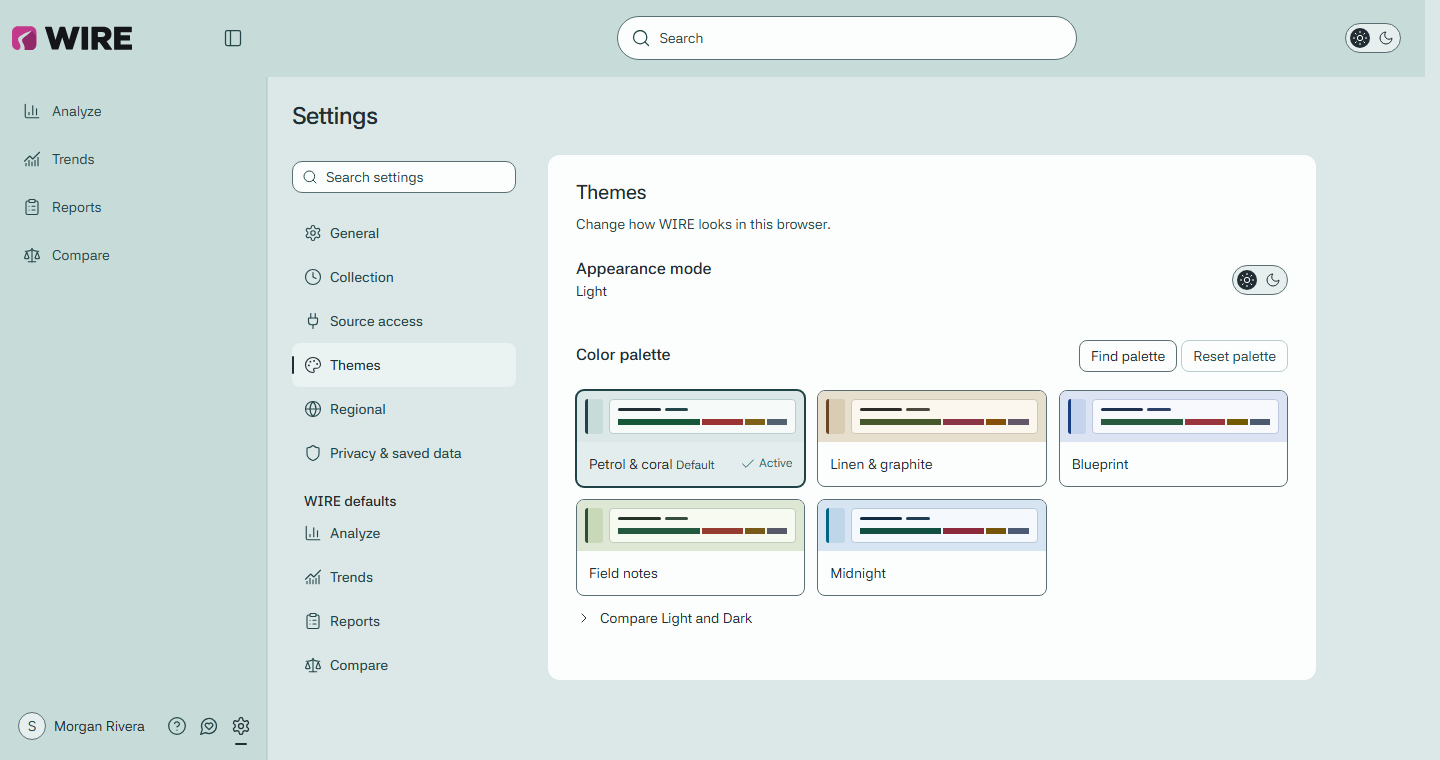 WIRE
Search
Analyze
Trends
Reports
Compare
Settings
Search settings
General
Collection
Source access
Themes
Regional
Privacy & saved data
WIRE defaults
Analyze
Trends
Reports
Compare
Themes
Change how WIRE looks in this browser.
Appearance mode
Light
Color palette
Find palette
Reset palette
Petrol & coral Default
Active
Linen & graphite
Blueprint
Field notes
Midnight
Compare Light and Dark
S
Morgan Rivera